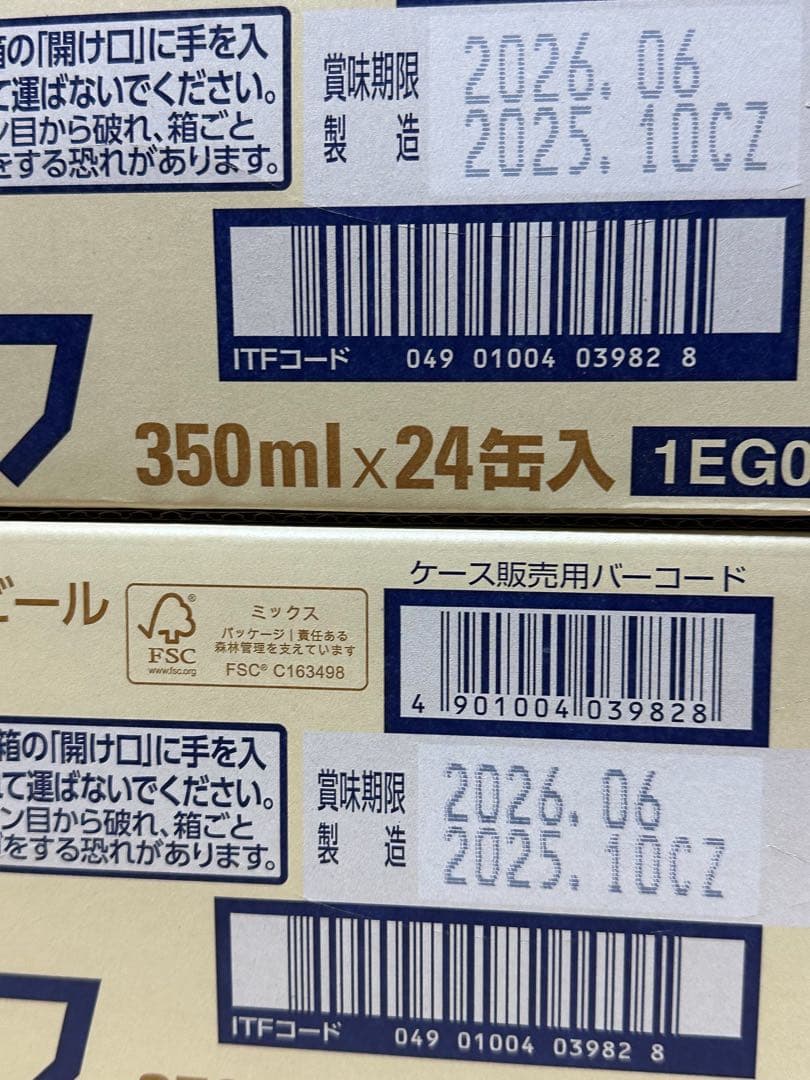 箱の「開け口」に手を入
て運ばないでください。
ン目から破れ、箱ごと
をする恐れがあります。
賞味期限 2026.06
製造 2025.10CZ
ITFコード 049 01004 03982 8
350ml×24缶入 1EG0
ビール
FSC®
www.fsc.org
ミックス
パッケージ|責任ある
森林管理を支えています
FSC® C163498
ケース販売用バーコード
4 901004 039828
箱の「開け口」に手を入
れて運ばないでください。
ン目から破れ、箱ごと
をする恐れがあります。
賞味期限 2026.06
製造 2025.10CZ
ITFコード 049 01004 03982 8